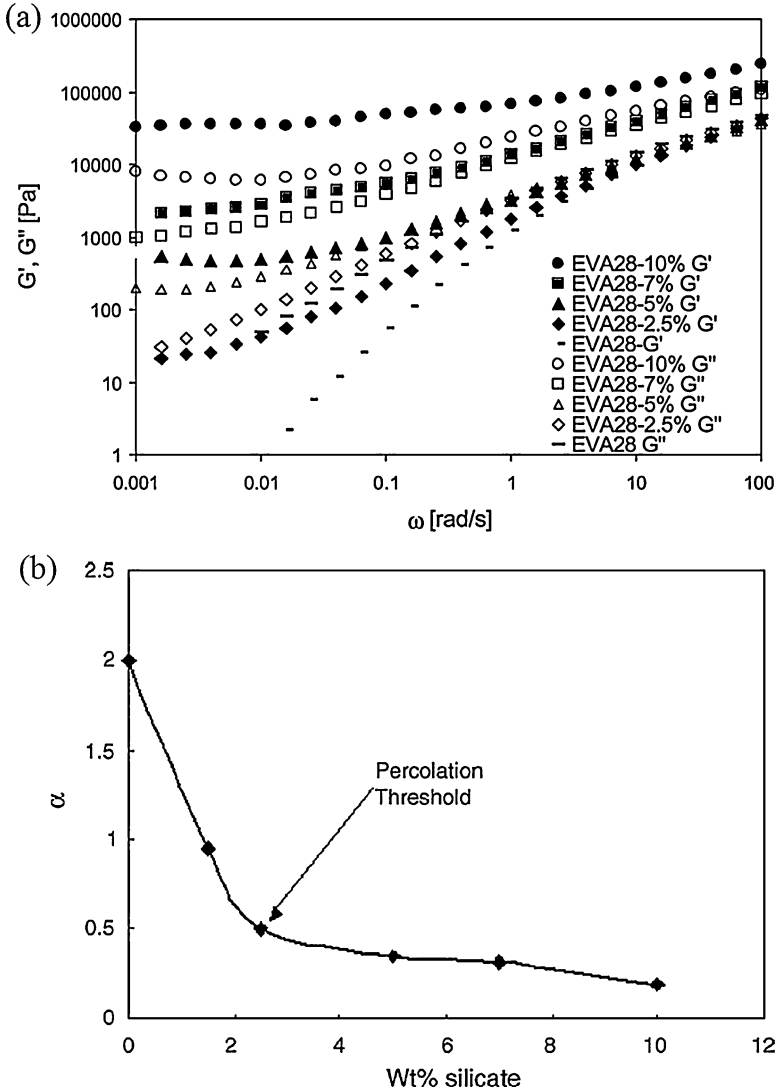 (a)
1000000
100000
10000
1000
100
10
1
G', G" [Pa]
EVA28-10% G'
EVA28-7% G'
EVA28-5% G'
EVA28-2.5% G'
EVA28-G'
EVA28-10% G"
EVA28-7% G"
EVA28-5% G"
EVA28-2.5% G"
EVA28 G"
0.001 0.01 0.1 1 10 100
ω [rad/s]
(b)
2.5
2
1.5
1
0.5
0
α
Percolation
Threshold
0 2 4 6 8 10 12
Wt% silicate